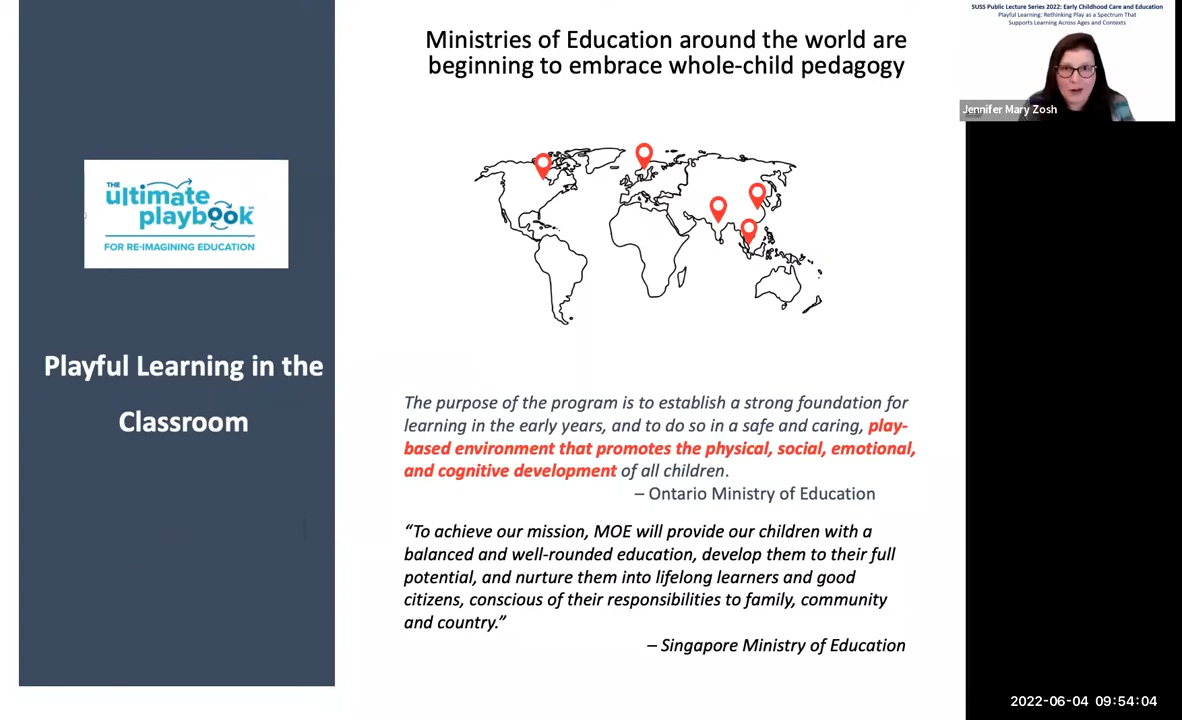 Ministries of Education around the world are
beginning to embrace whole-child pedagogy
THE
ultimate
playbook
FOR RE-IMAGINING EDUCATION
Playful Learning in the
Classroom
The purpose of the program is to establish a strong foundation for
learning in the early years, and to do so in a safe and caring, play-
based environment that promotes the physical, social, emotional,
and cognitive development of all children.
– Ontario Ministry of Education
“To achieve our mission, MOE will provide our children with a
balanced and well-rounded education, develop them to their full
potential, and nurture them into lifelong learners and good
citizens, conscious of their responsibilities to family, community
and country.”
– Singapore Ministry of Education
SUSS Public Lecture Series 2022: Early Childhood Care and Education
Playful Learning: Rethinking Play as a Spectrum That
Supports Learning Across Ages and Contexts
Jennifer Mary Zosh
2022-06-04 09:54:04